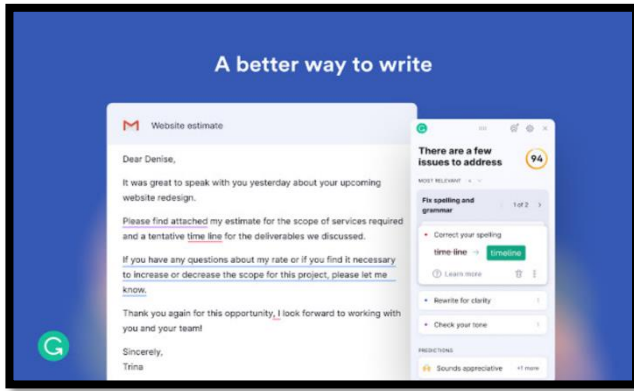 A better way to write
Website estimate
Dear Denise,
It was great to speak with you yesterday about your upcoming
website redesign.
Please find attached my estimate for the scope of services required
and a tentative time line for the deliverables we discussed.
If you have any questions about my rate or if you find it necessary
to increase or decrease the scope for this project, please let me
know.
Thank you again for this opportunity, I look forward to working with
you and your team!
Sincerely,
Trina
There are a few
issues to address
94
MOST RELEVANT
Fix spelling and
grammar
1 of 2
Correct your spelling
time line → timeline
Learn more
Rewrite for clarity
Check your tone
PREDICTIONS
Sounds appreciative +1 more